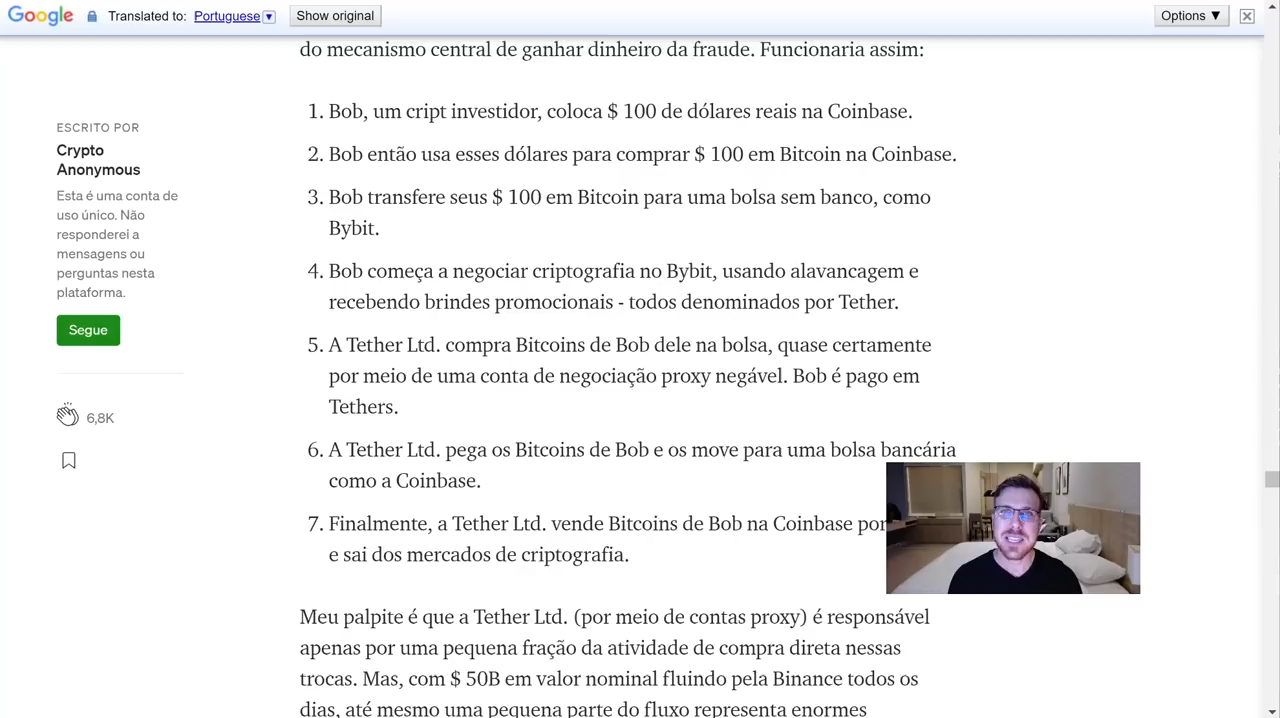 Google Translated to: Portuguese Show original Options ▼
do mecanismo central de ganhar dinheiro da fraude. Funcionaria assim:
ESCRITO POR
Crypto
Anonymous
Esta é uma conta de
uso único. Não
responderei a
mensagens ou
perguntas nesta
plataforma.
Segue
6,8K
1. Bob, um cript investidor, coloca $ 100 de dólares reais na Coinbase.
2. Bob então usa esses dólares para comprar $ 100 em Bitcoin na Coinbase.
3. Bob transfere seus $ 100 em Bitcoin para uma bolsa sem banco, como
Bybit.
4. Bob começa a negociar criptografia no Bybit, usando alavancagem e
recebendo brindes promocionais - todos denominados por Tether.
5. A Tether Ltd. compra Bitcoins de Bob dele na bolsa, quase certamente
por meio de uma conta de negociação proxy negável. Bob é pago em
Tethers.
6. A Tether Ltd. pega os Bitcoins de Bob e os move para uma bolsa bancária
como a Coinbase.
7. Finalmente, a Tether Ltd. vende Bitcoins de Bob na Coinbase por
e sai dos mercados de criptografia.
Meu palpite é que a Tether Ltd. (por meio de contas proxy) é responsável
apenas por uma pequena fração da atividade de compra direta nessas
trocas. Mas, com $ 50B em valor nominal fluindo pela Binance todos os
dias, até mesmo uma pequena parte do fluxo representa enormes